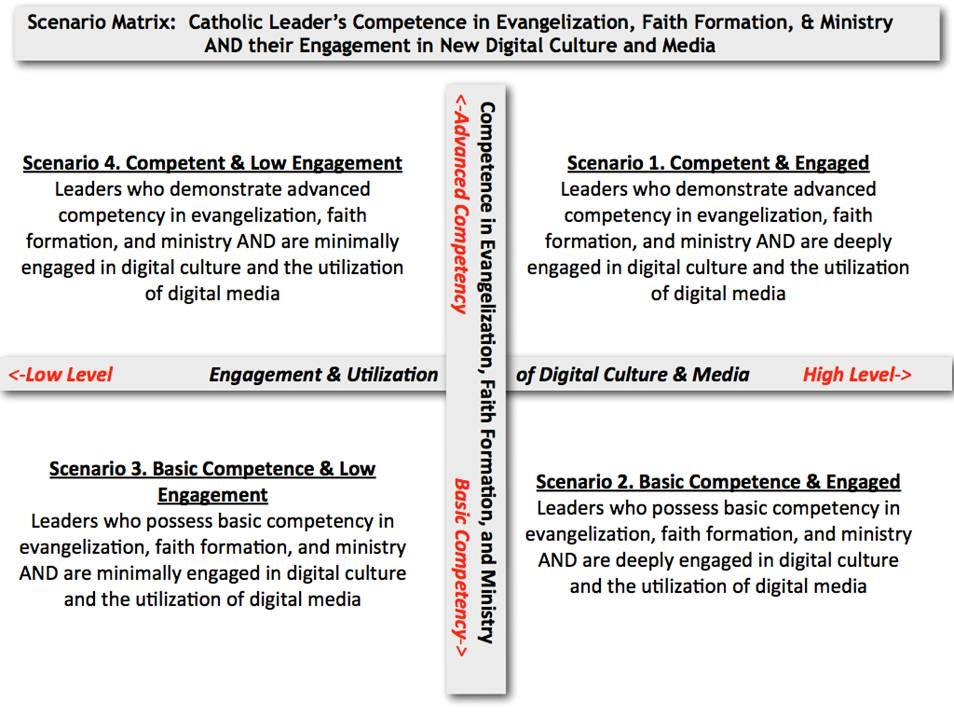 Scenario Matrix: Catholic Leader's Competence in Evangelization, Faith Formation, & Ministry
AND their Engagement in New Digital Culture and Media
Scenario 4. Competent & Low Engagement
Leaders who demonstrate advanced
competency in evangelization, faith
formation, and ministry AND are minimally
engaged in digital culture and the utilization
of digital media
Scenario 1. Competent & Engaged
Leaders who demonstrate advanced
competency in evangelization, faith
formation, and ministry AND are deeply
engaged in digital culture and the utilization
of digital media
Competence in Evangelization, Faith Formation, and Ministry
<-Advanced Competency
Basic Competency->
<-Low Level
Engagement & Utilization of Digital Culture & Media
High Level->
Scenario 3. Basic Competence & Low
Engagement
Leaders who possess basic competency in
evangelization, faith formation, and ministry
AND are minimally engaged in digital culture
and the utilization of digital media
Scenario 2. Basic Competence & Engaged
Leaders who possess basic competency in
evangelization, faith formation, and ministry
AND are deeply engaged in digital culture
and the utilization of digital media